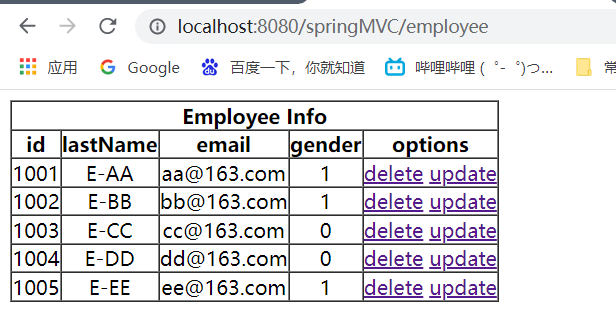 localhost:8080/springMVC/employee
应用 Google 百度一下，你就知道 哔哩哔哩 (゜-゜)つ... 常
Employee Info
id lastName email gender options
1001 E-AA aa@163.com 1 delete update
1002 E-BB bb@163.com 1 delete update
1003 E-CC cc@163.com 0 delete update
1004 E-DD dd@163.com 0 delete update
1005 E-EE ee@163.com 1 delete update